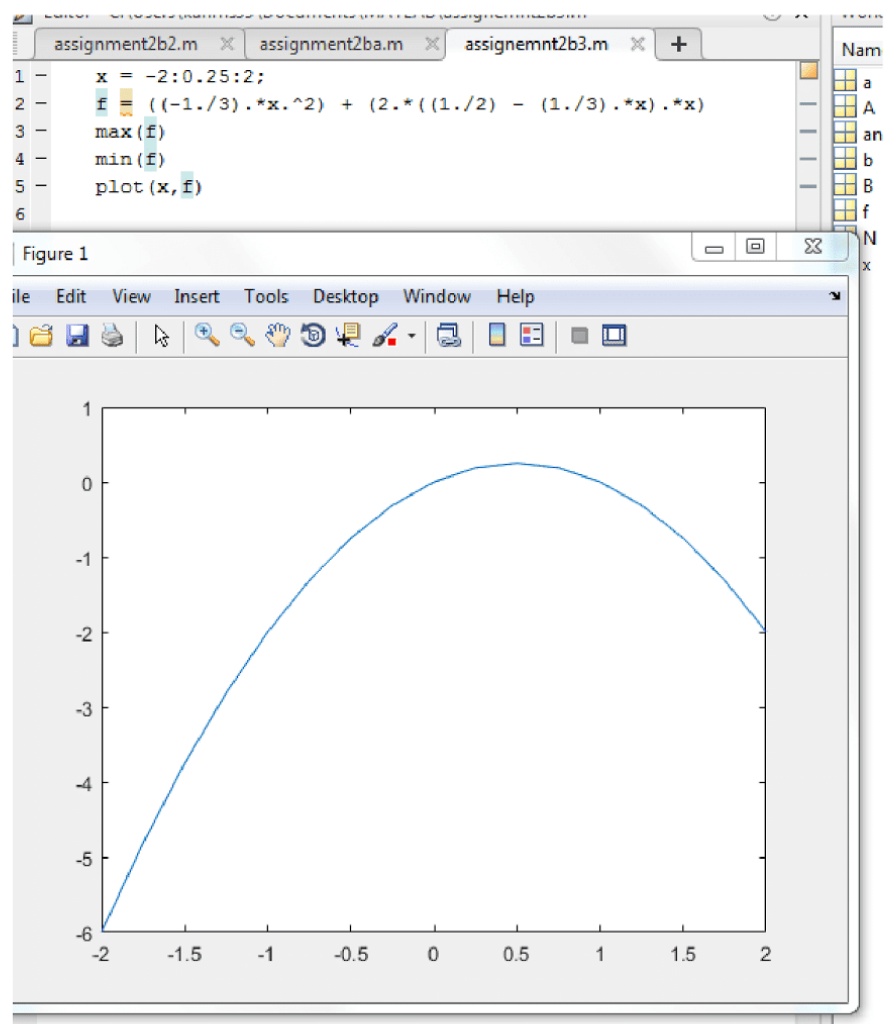 assignment2b2.m assignment2ba.m assignemnt2b3.m
Nam
1 x = -2:0.25:2;
2 f = ((-1./3).*x.^2) + (2.*((1./2) - (1./3).*x).*x)
3 max(f)
4 min(f)
5 plot(x,f)
6
a
A
an
b
B
f
N
x
Figure 1
ile Edit View Insert Tools Desktop Window Help
1
0
-1
-2
-3
-4
-5
-6
-2 -1.5 -1 -0.5 0 0.5 1 1.5 2